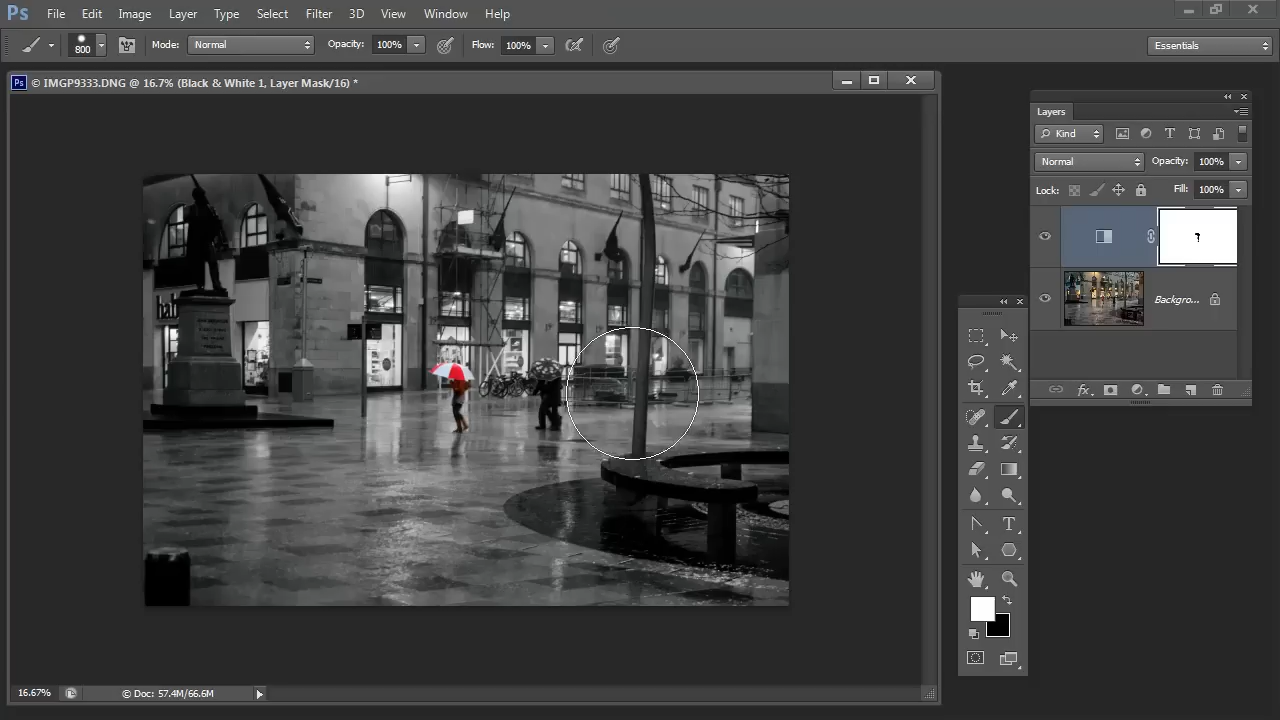 Ps File Edit Image Layer Type Select Filter 3D View Window Help
800 Mode: Normal Opacity: 100% Flow: 100% Essentials
Ps © IMGP9333.DNG @ 16.7% (Black & White 1, Layer Mask/16) *
Layers
Kind
Normal Opacity: 100%
Lock: Fill: 100%
Backgro...
16.67% © Doc: 57.4M/66.6M